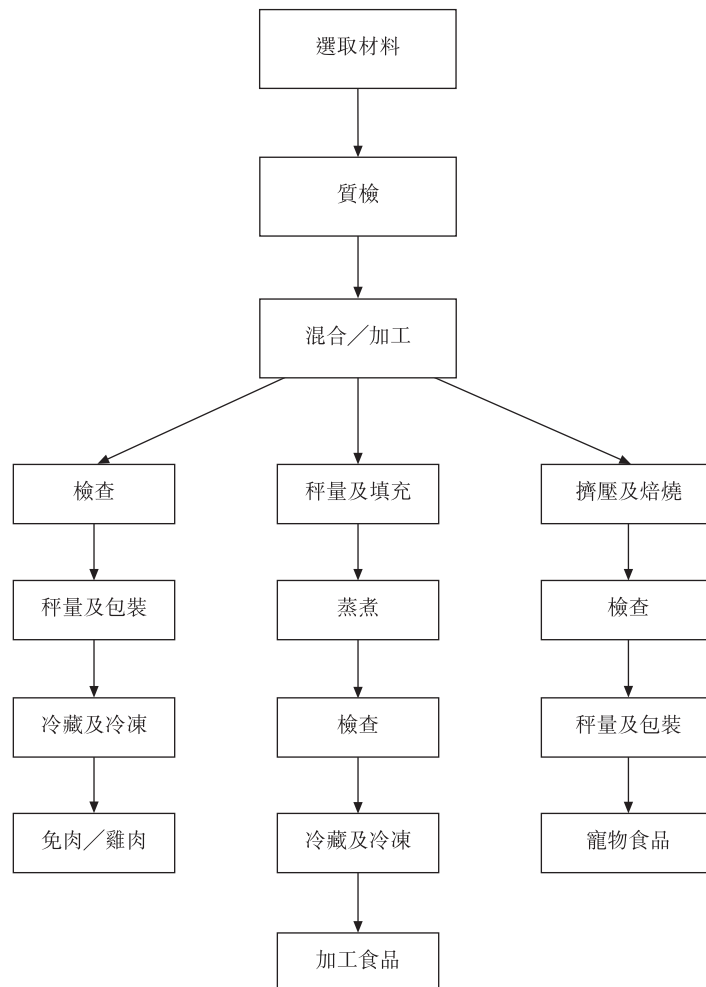 選取材料
質檢
混合／加工
檢查
秤量及包裝
冷藏及冷凍
免肉／雞肉
秤量及填充
蒸煮
檢查
冷藏及冷凍
加工食品
擠壓及焙燒
檢查
秤量及包裝
寵物食品